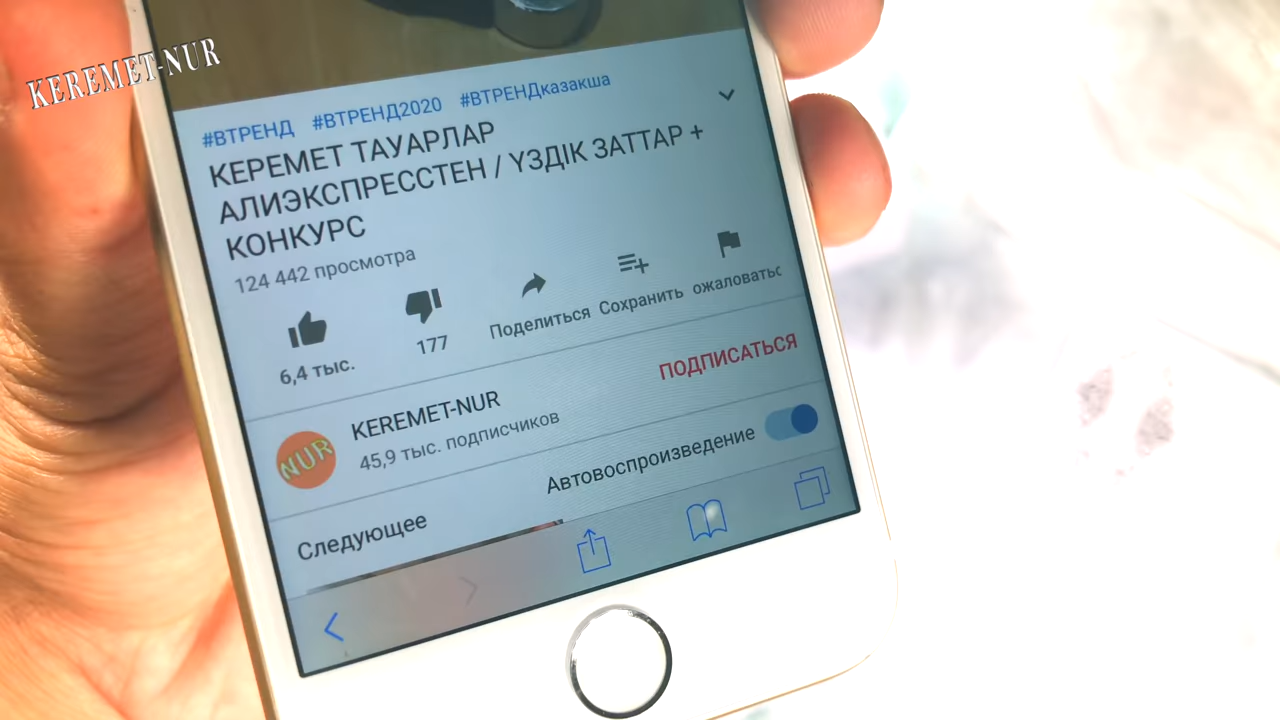 KEREMET-NUR
#ВТРЕНД #ВТРЕНД2020 #ВТРЕНДказакша
КЕРЕМЕТ ТАУАРЛАР
АЛИЭКСПРЕССТЕН / ҮЗДІК ЗАТТАР +
КОНКУРС
124 442 просмотра
6,4 тыс. 177 Поделиться Сохранить ожаловатьс
NUR KEREMET-NUR ПОДПИСАТЬСЯ
45,9 тыс. подписчиков
Следующее Автовоспроизведение